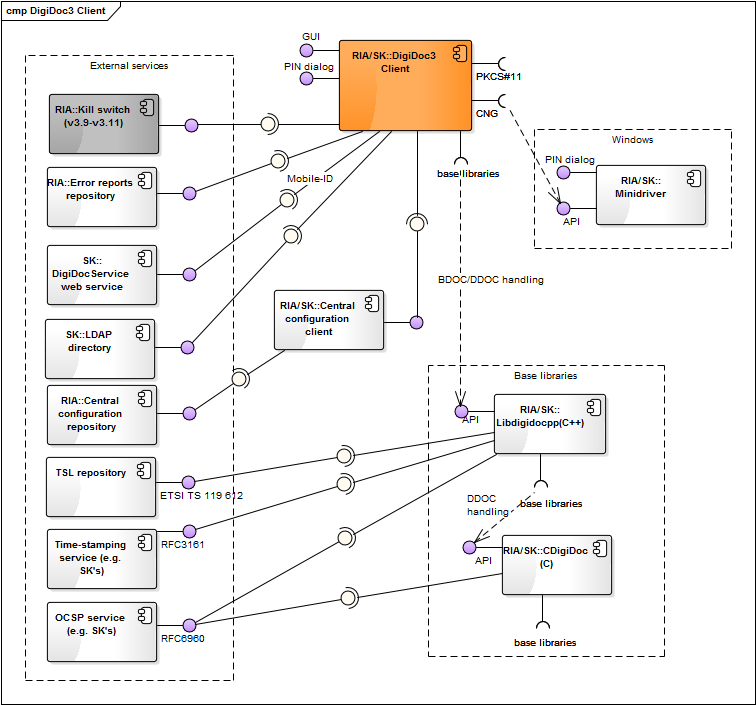 cmp DigiDoc3 Client
External services
GUI
PIN dialog
RIA/SK::DigiDoc3
Client
PKCS#11
CNG
base libraries
RIA::Kill switch
(v3.9-v3.11)
RIA::Error reports
repository
Mobile-ID
SK::
DigiDocService
web service
SK::LDAP
directory
RIA::Central
configuration
repository
RIA/SK::Central
configuration
client
Windows
PIN dialog
RIA/SK::
Minidriver
API
BDOC/DDOC handling
Base libraries
RIA/SK::
Libdigidocpp(C++)
API
base libraries
DDOC
handling
RIA/SK::CDigiDoc
(C)
API
base libraries
TSL repository
ETSI TS 119 612
Time-stamping
service (e.g.
SK's)
RFC3161
OCSP service
(e.g. SK's)
RFC6960